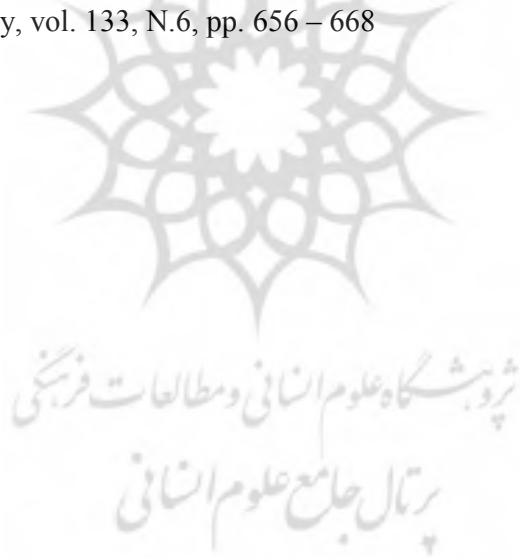 y, vol. 133, N.6, pp. 656 – 668
پژوهشگاه علوم انسانی و مطالعات فرهنگی
پرتال جامع علوم انسانی